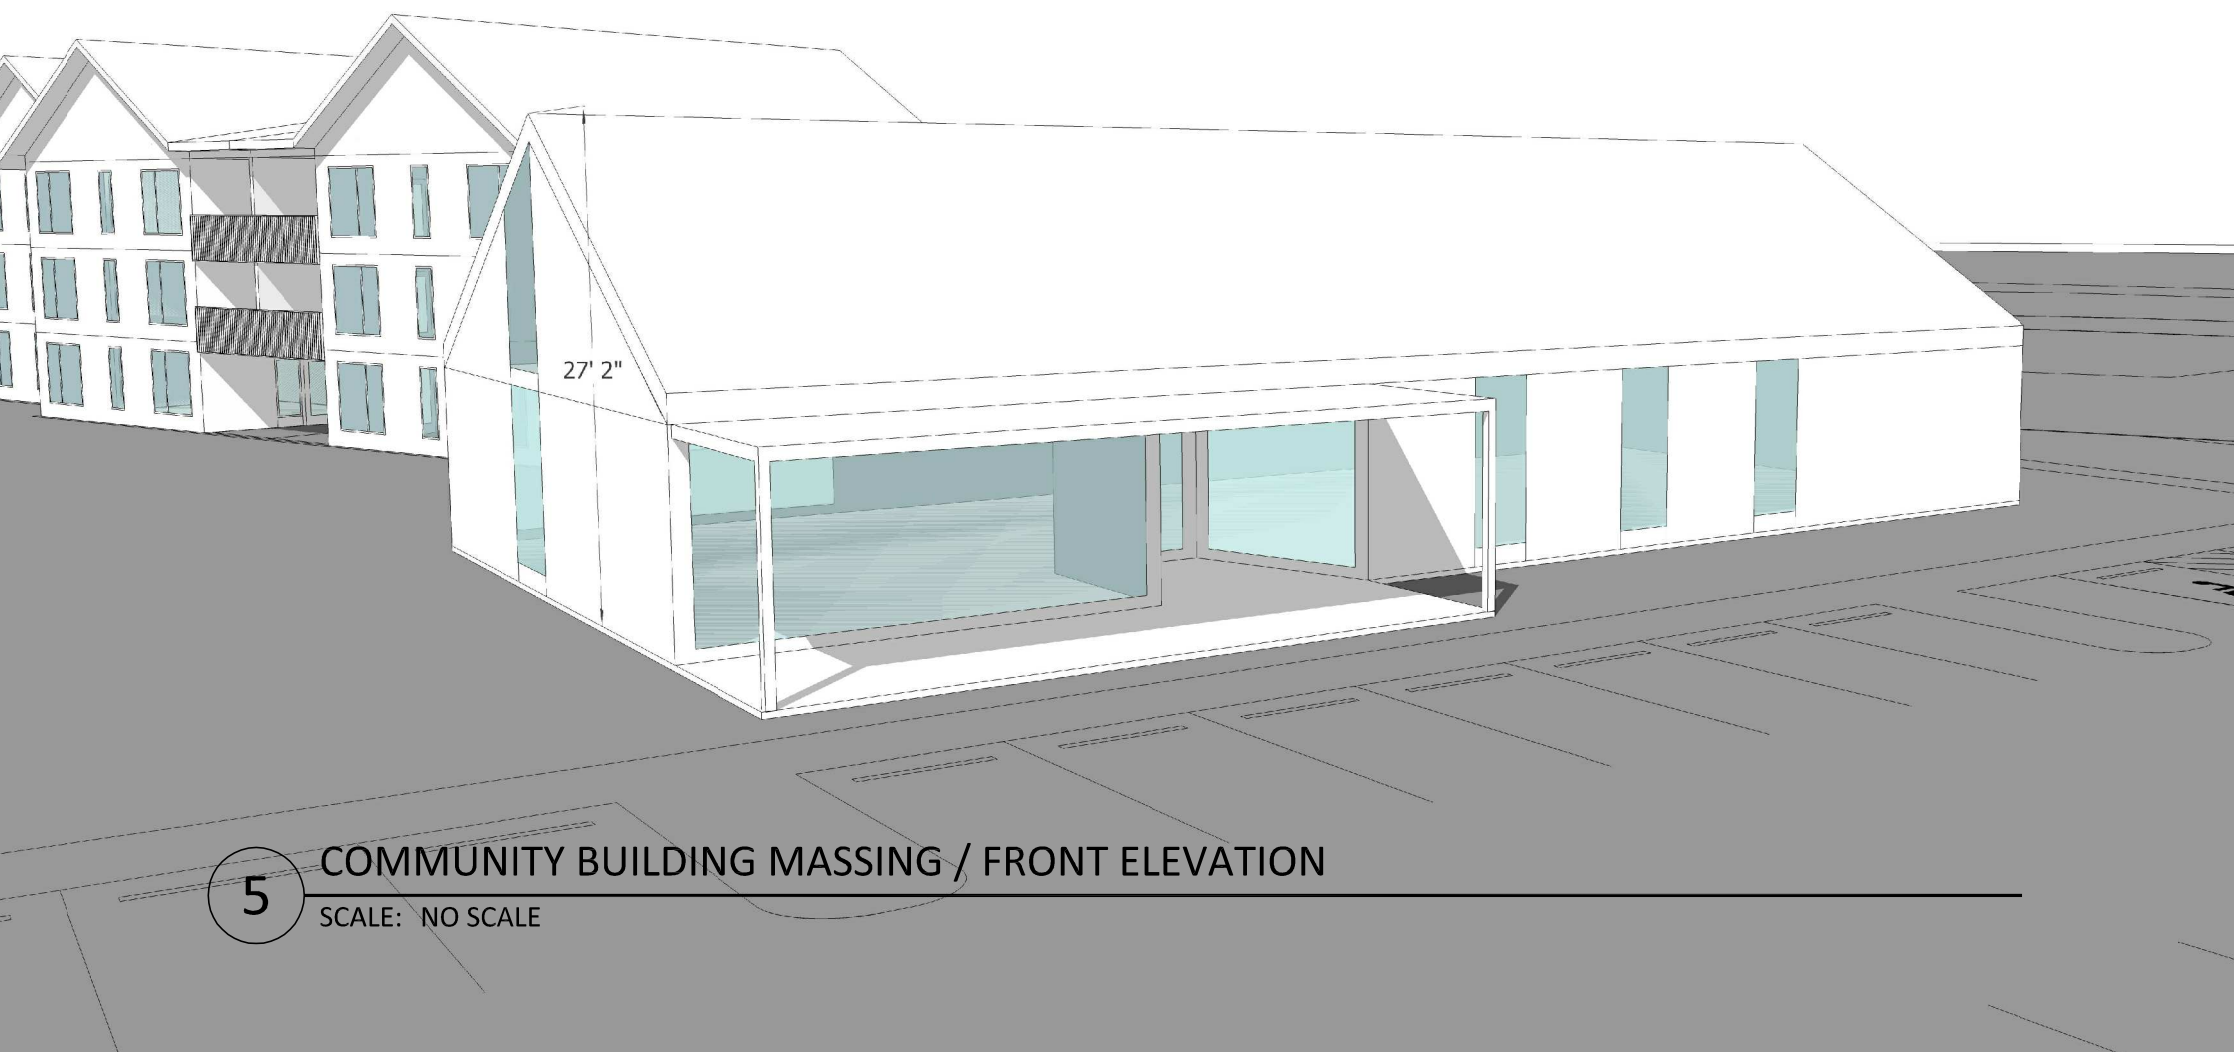 27' 2"
COMMUNITY BUILDING MASSING / FRONT ELEVATION
5
SCALE: NO SCALE